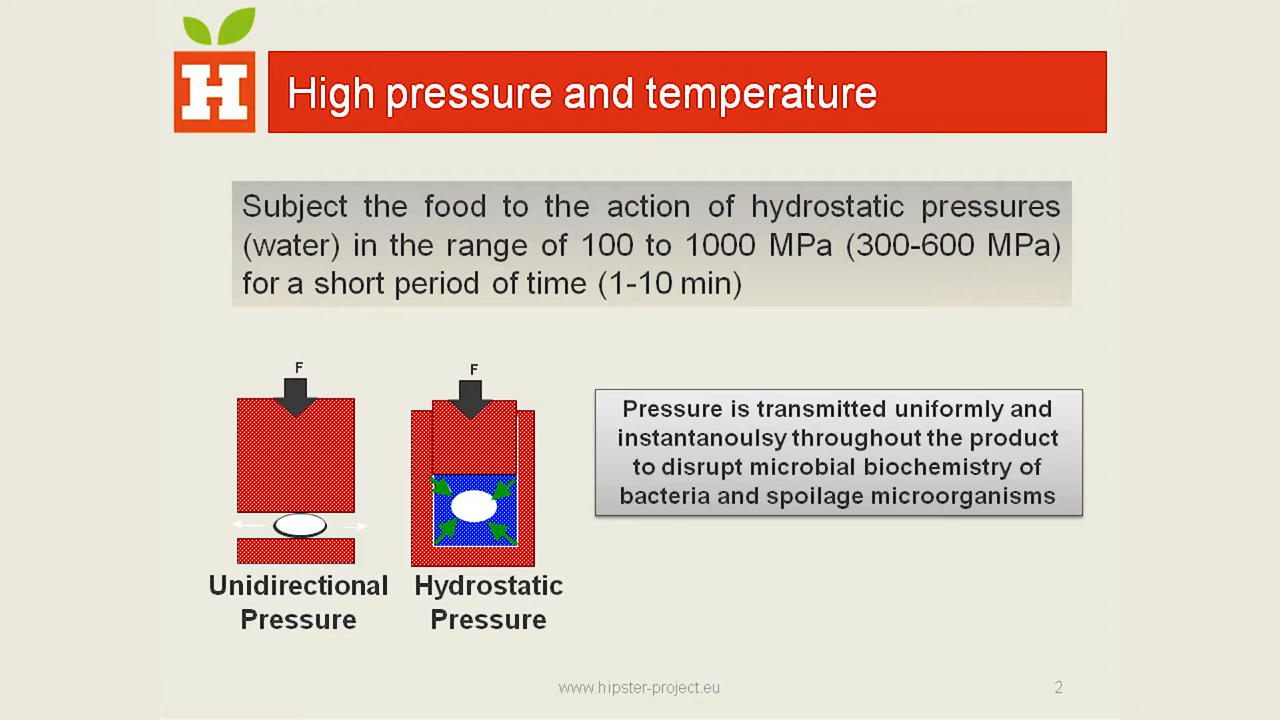 H
High pressure and temperature
Subject the food to the action of hydrostatic pressures
(water) in the range of 100 to 1000 MPa (300-600 MPa)
for a short period of time (1-10 min)
F
F
Pressure is transmitted uniformly and
instantanoulsy throughout the product
to disrupt microbial biochemistry of
bacteria and spoilage microorganisms
Unidirectional
Pressure
Hydrostatic
Pressure
www.hipster-project.eu
2